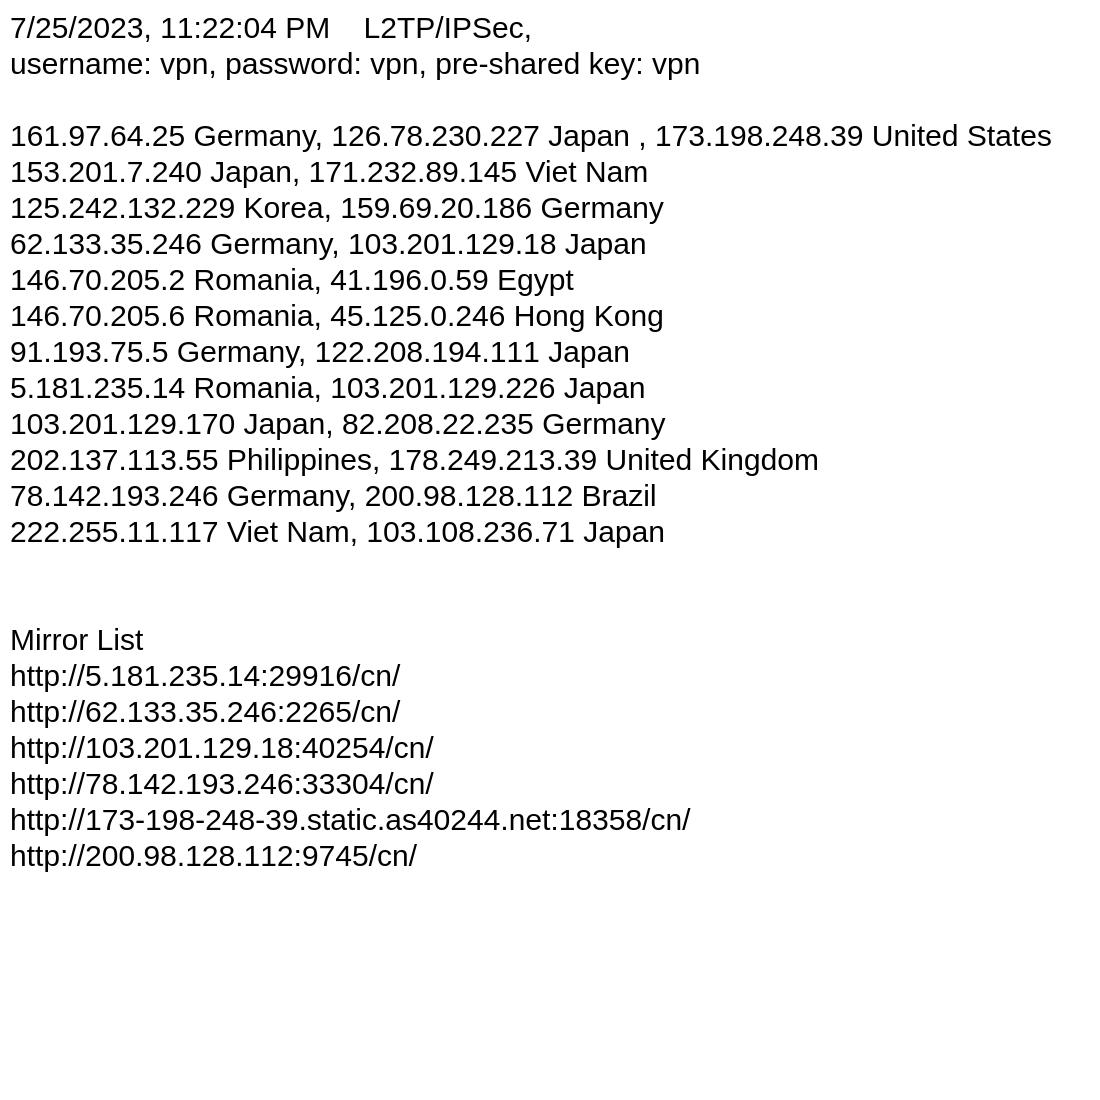 7/25/2023, 11:22:04 PM    L2TP/IPSec,
username: vpn, password: vpn, pre-shared key: vpn
161.97.64.25 Germany, 126.78.230.227 Japan , 173.198.248.39 United States
153.201.7.240 Japan, 171.232.89.145 Viet Nam
125.242.132.229 Korea, 159.69.20.186 Germany
62.133.35.246 Germany, 103.201.129.18 Japan
146.70.205.2 Romania, 41.196.0.59 Egypt
146.70.205.6 Romania, 45.125.0.246 Hong Kong
91.193.75.5 Germany, 122.208.194.111 Japan
5.181.235.14 Romania, 103.201.129.226 Japan
103.201.129.170 Japan, 82.208.22.235 Germany
202.137.113.55 Philippines, 178.249.213.39 United Kingdom
78.142.193.246 Germany, 200.98.128.112 Brazil
222.255.11.117 Viet Nam, 103.108.236.71 Japan
Mirror List
http://5.181.235.14:29916/cn/
http://62.133.35.246:2265/cn/
http://103.201.129.18:40254/cn/
http://78.142.193.246:33304/cn/
http://173-198-248-39.static.as40244.net:18358/cn/
http://200.98.128.112:9745/cn/